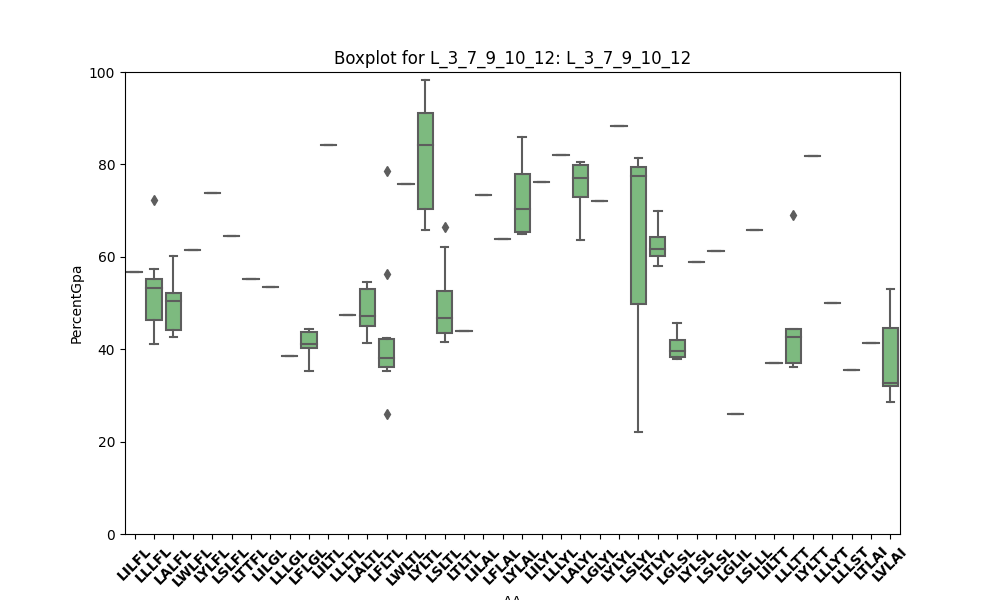 Boxplot for L_3_7_9_10_12: L_3_7_9_10_12
PercentGpa
100
80
60
40
20
0
LILFL
LLLFL
LALFL
LWLFL
LYLFL
LSLFL
LTTFL
LILGL
LLLGL
LFLGL
LILTL
LLLTL
LALTL
LFLTL
LWLTL
LYLTL
LSLTL
LTLTL
LILAL
LFLAL
LYLAL
LILYL
LLLYL
LALYL
LGLYL
LYLYL
LSLYL
LTLYL
LGLSL
LYLSL
LSLSL
LGLIL
LSLLL
LILTT
LLLTT
LYLTT
LLLYT
LLLST
LTLAI
LVLAI